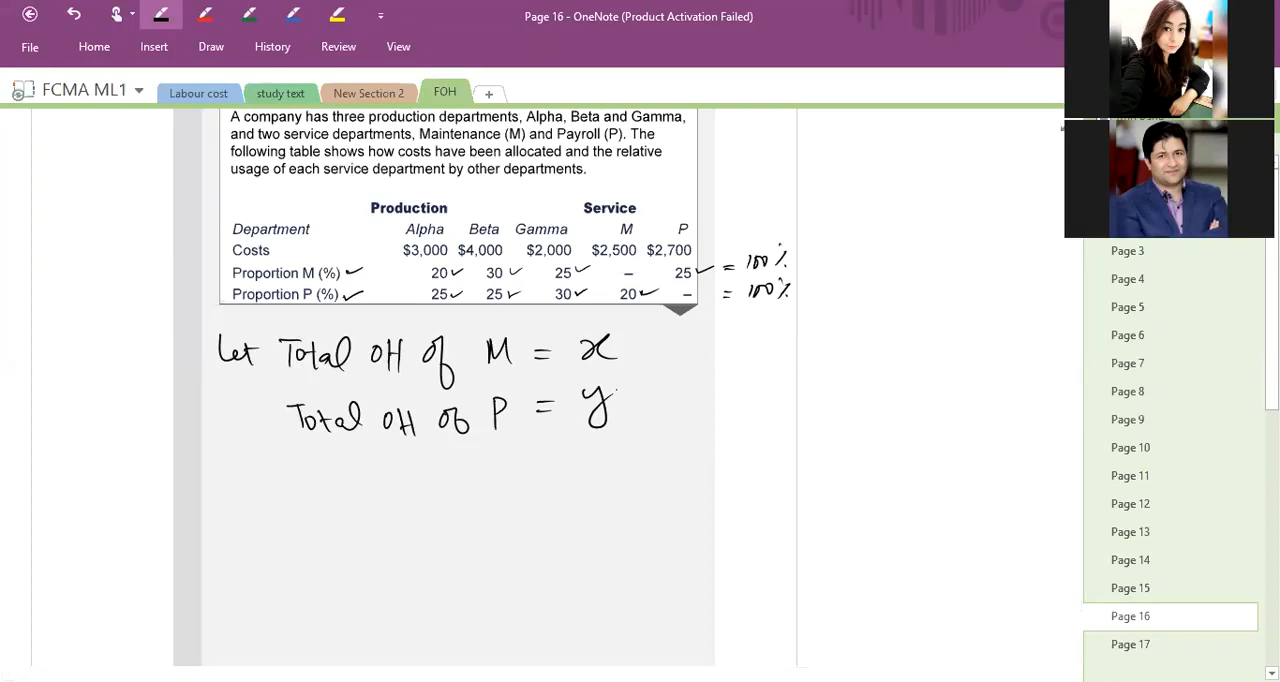 Page 16 - OneNote (Product Activation Failed)
File Home Insert Draw History Review View
FCMA ML1 Labour cost study text New Section 2 FOH +
A company has three production departments, Alpha, Beta and Gamma,
and two service departments, Maintenance (M) and Payroll (P). The
following table shows how costs have been allocated and the relative
usage of each service department by other departments.
Production Service
Department Alpha Beta Gamma M P
Costs $3,000 $4,000 $2,000 $2,500 $2,700
Proportion M (%) ✓ 20 ✓ 30 ✓ 25 ✓ – 25 ✓ = 100%
Proportion P (%) ✓ 25 ✓ 25 ✓ 30 ✓ 20 ✓ – = 100%
Let Total OH of M = x
Total OH of P = y
Page 3
Page 4
Page 5
Page 6
Page 7
Page 8
Page 9
Page 10
Page 11
Page 12
Page 13
Page 14
Page 15
Page 16
Page 17